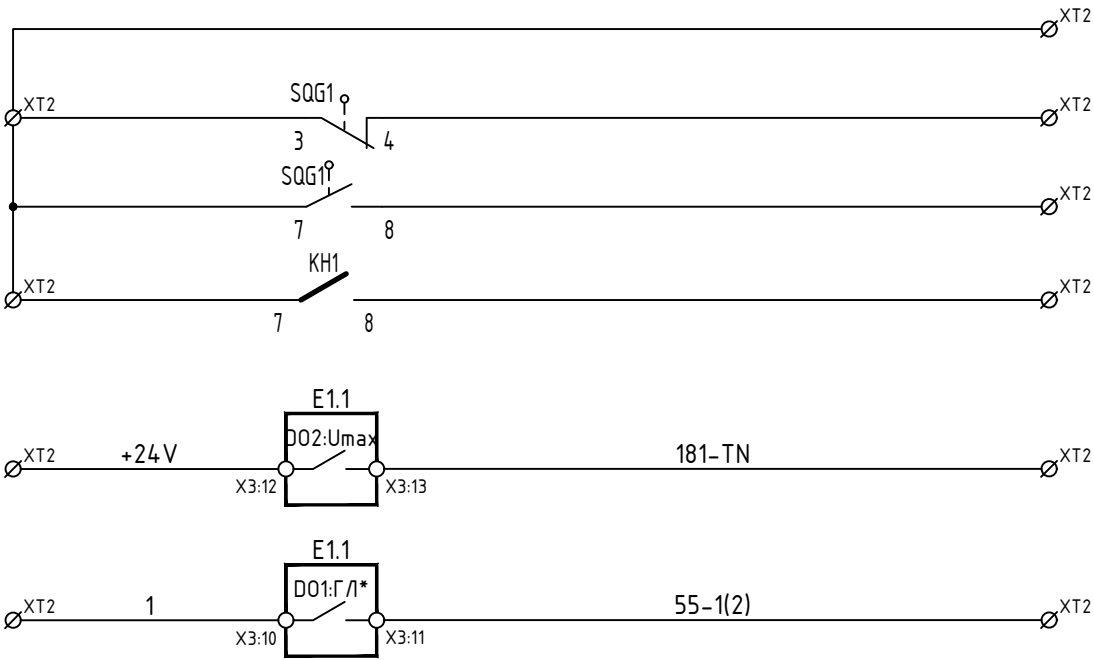 XT2
XT2
SQG1
XT2
3
4
SQG1
XT2
7
8
XT2
KH1
XT2
7
8
E1.1
XT2
+24V
DO2:Umax
181-TN
XT2
X3:12
X3:13
E1.1
XT2
1
DO1:ГЛ*
55-1(2)
XT2
X3:10
X3:11